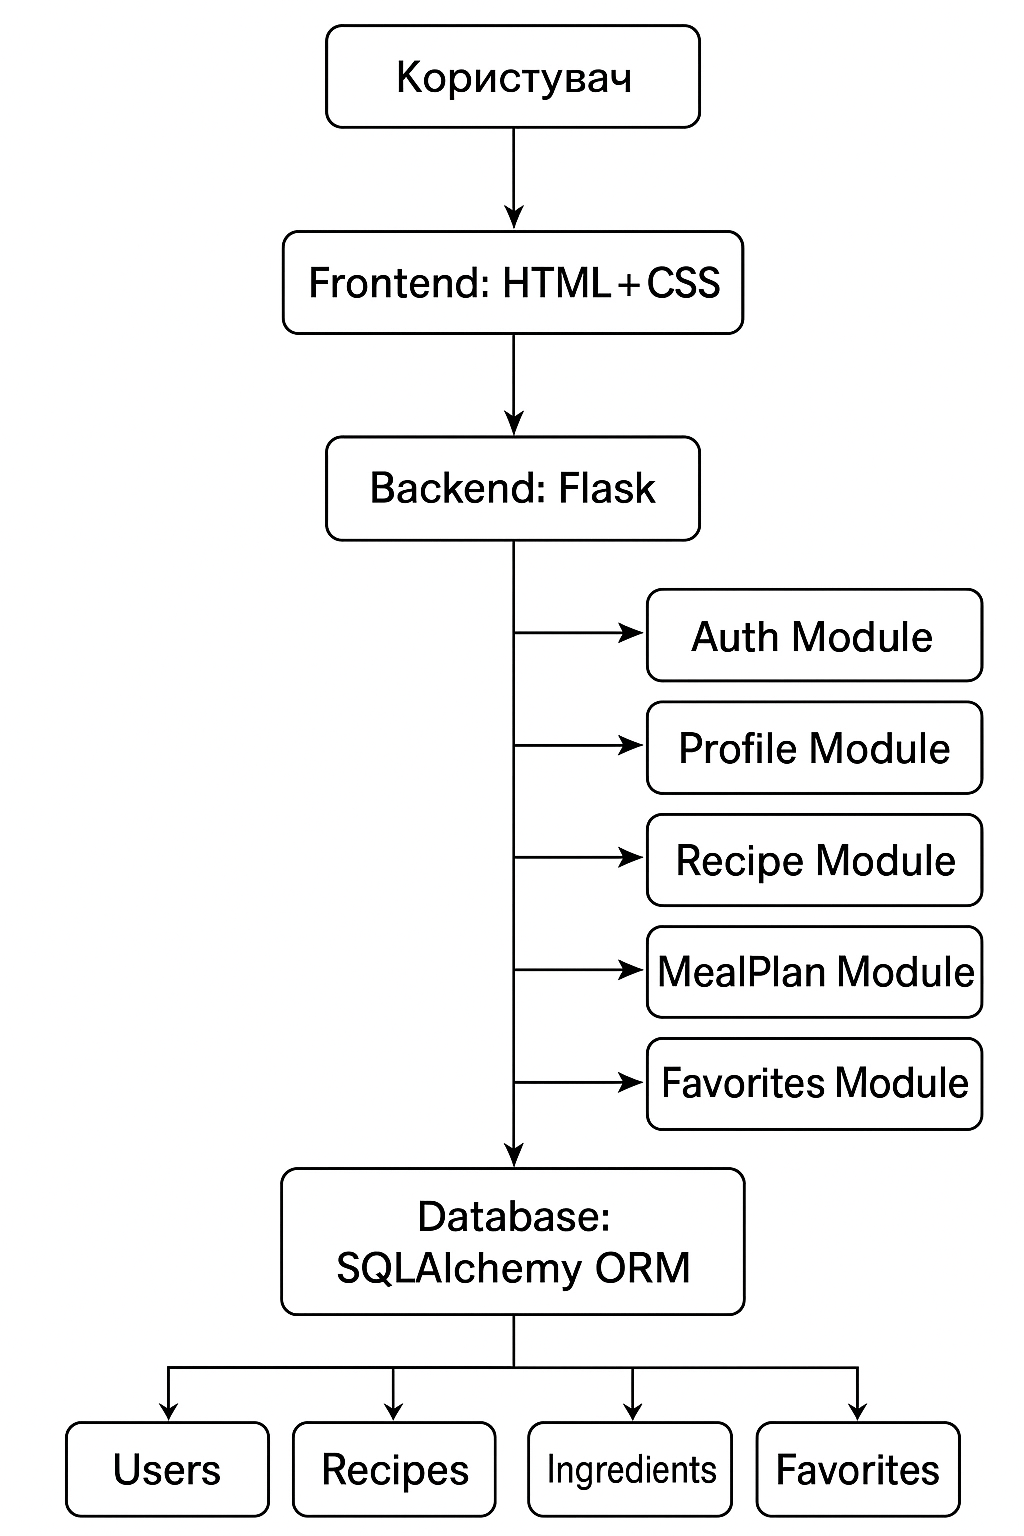 Користувач
Frontend: HTML + CSS
Backend: Flask
Auth Module
Profile Module
Recipe Module
MealPlan Module
Favorites Module
Database:
SQLAlchemy ORM
Users
Recipes
Ingredients
Favorites